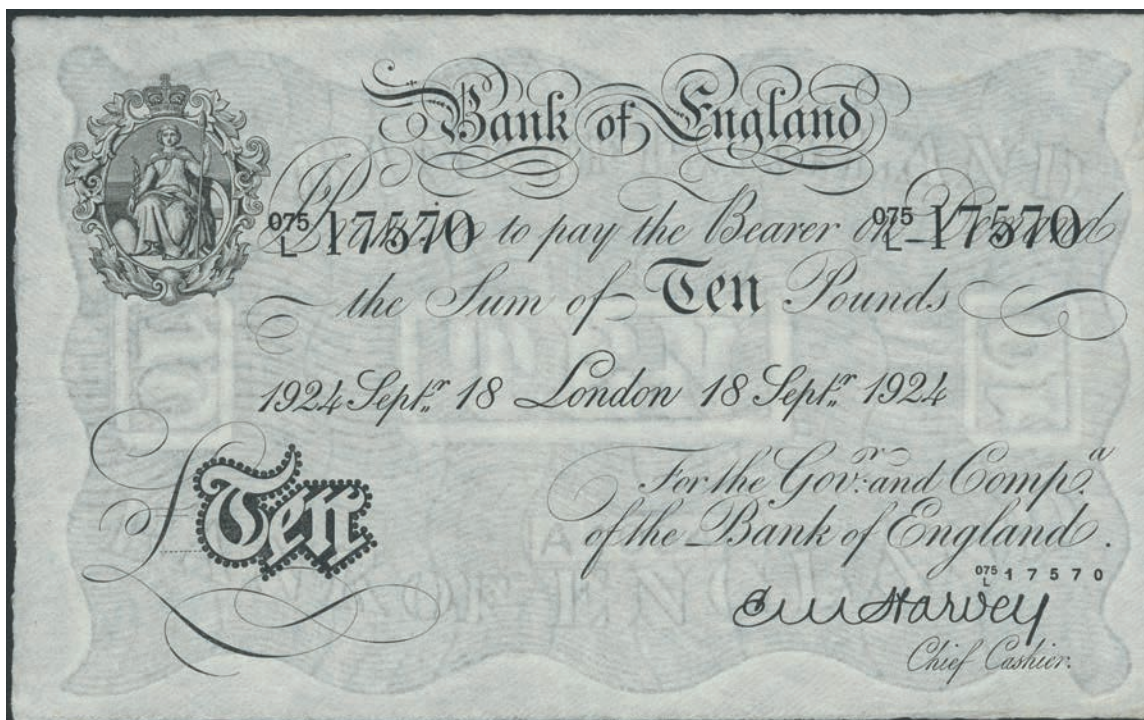 Bank of England
I Promise to pay the Bearer on Demand
075 L 17570 075 L 17570
the Sum of Ten Pounds
1924 Septr 18 London 18 Septr 1924
For the Govr and Compa
£Ten of the Bank of England.
075 L 17570
Chief Cashier.